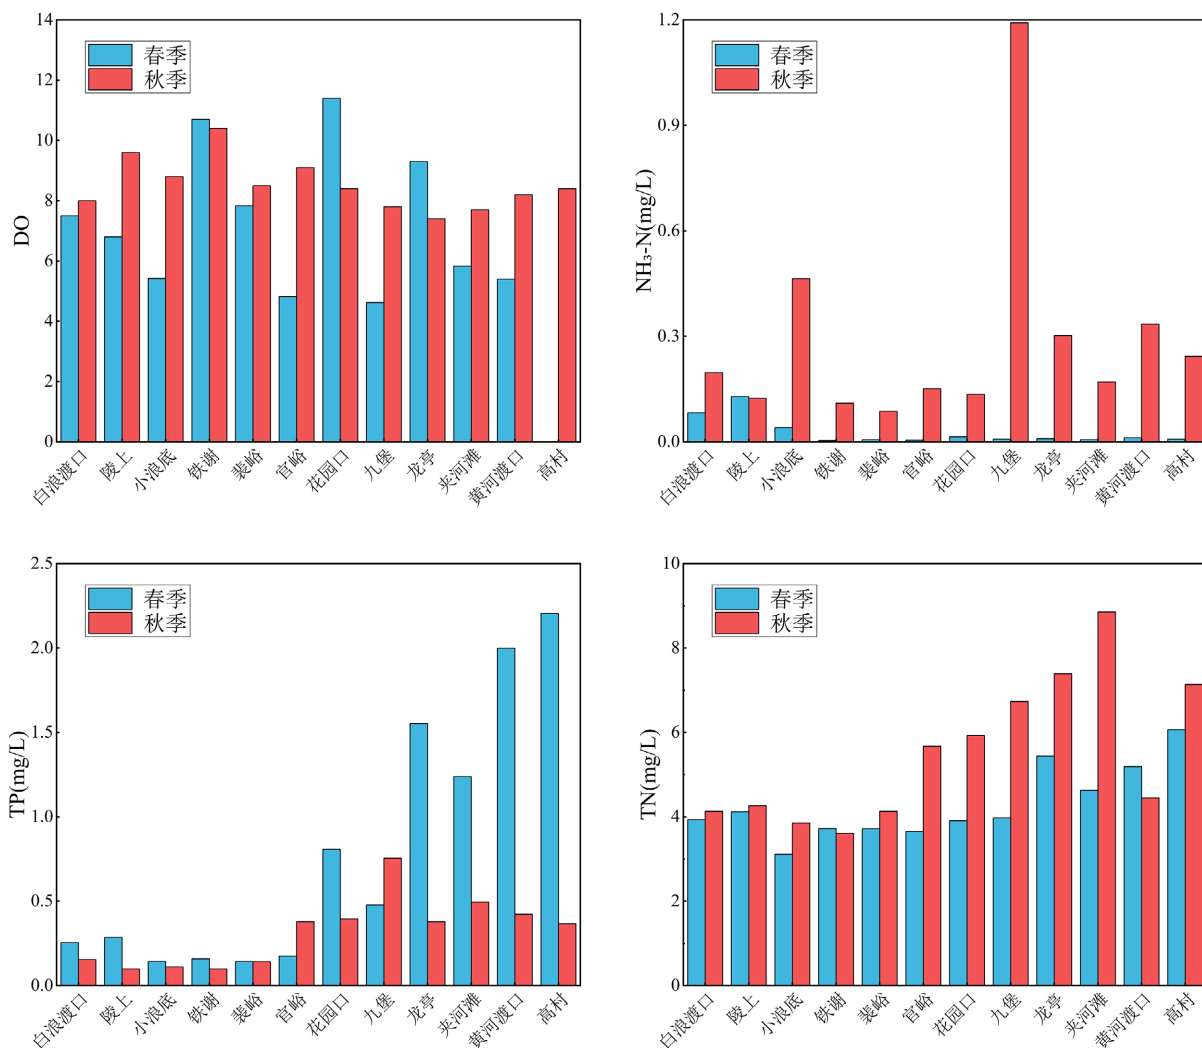 14
12
10
8
6
4
2
0
DO
春季
秋季
白浪渡口
陵上
小浪底
铁谢
裴峪
官峪
花园口
九堡
龙亭
夹河滩
黄河渡口
高村
1.2
0.9
0.6
0.3
0.0
NH₃-N(mg/L)
春季
秋季
白浪渡口
陵上
小浪底
铁谢
裴峪
官峪
花园口
九堡
龙亭
夹河滩
黄河渡口
高村
2.5
2.0
1.5
1.0
0.5
0.0
TP(mg/L)
春季
秋季
白浪渡口
陵上
小浪底
铁谢
裴峪
官峪
花园口
九堡
龙亭
夹河滩
黄河渡口
高村
10
8
6
4
2
0
TN(mg/L)
春季
秋季
白浪渡口
陵上
小浪底
铁谢
裴峪
官峪
花园口
九堡
龙亭
夹河滩
黄河渡口
高村